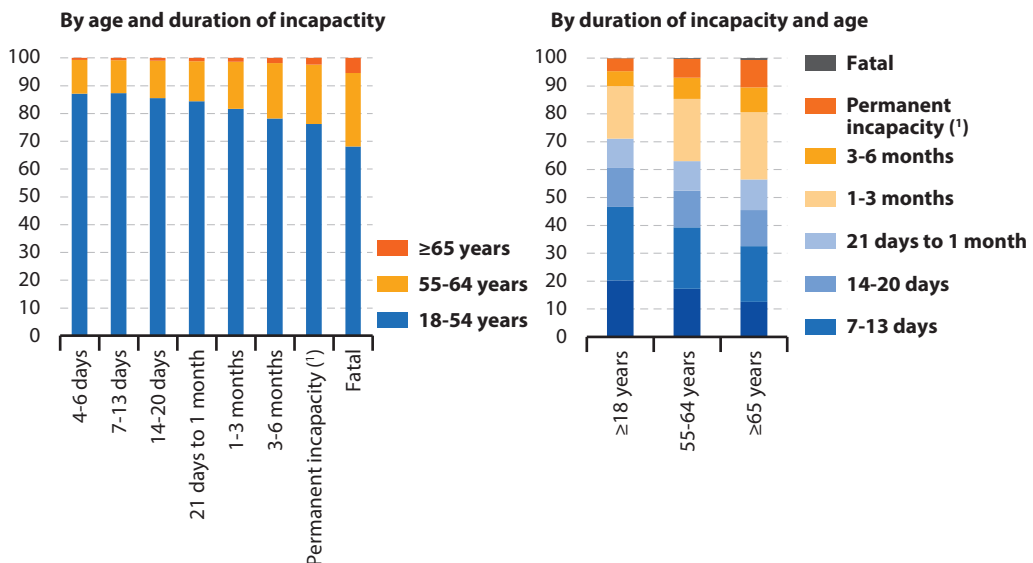 By age and duration of incapactity
100
90
80
70
60
50
40
30
20
10
0
4-6 days
7-13 days
14-20 days
21 days to 1 month
1-3 months
3-6 months
Permanent incapacity (¹)
Fatal
≥65 years
55-64 years
18-54 years
By duration of incapacity and age
100
90
80
70
60
50
40
30
20
10
0
≥18 years
55-64 years
≥65 years
Fatal
Permanent
incapacity (¹)
3-6 months
1-3 months
21 days to 1 month
14-20 days
7-13 days